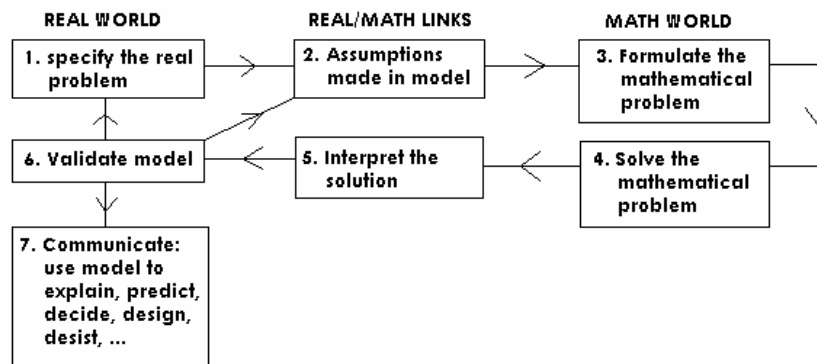 REAL WORLD
REAL/MATH LINKS
MATH WORLD
1. specify the real
problem
2. Assumptions
made in model
3. Formulate the
mathematical
problem
6. Validate model
5. Interpret the
solution
4. Solve the
mathematical
problem
7. Communicate:
use model to
explain, predict,
decide, design,
desist, ...